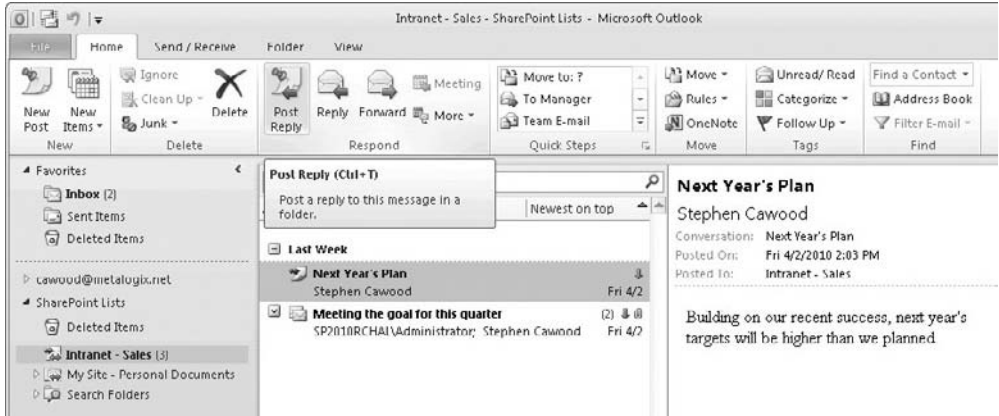 Intranet - Sales - SharePoint Lists - Microsoft Outlook
File Home Send / Receive Folder View
New Post
New Items
Ignore
Clean Up
Junk
Delete
Post Reply
Reply
Forward
Meeting
More
Move to: ?
To Manager
Team E-mail
Move
Rules
OneNote
Unread/ Read
Categorize
Follow Up
Find a Contact
Address Book
Filter E-mail
New Delete Respond Quick Steps Move Tags Find
Favorites
Inbox (2)
Sent Items
Deleted Items
cawood@metalogix.net
SharePoint Lists
Deleted Items
Intranet - Sales (3)
My Site - Personal Documents
Search Folders
Post Reply (Ctrl+T)
Post a reply to this message in a
folder.
Newest on top
Last Week
Next Year's Plan
Stephen Cawood Fri 4/2
Meeting the goal for this quarter (2)
SP2010RCHAL\Administrator; Stephen Cawood Fri 4/2
Next Year's Plan
Stephen Cawood
Conversation: Next Year's Plan
Posted On: Fri 4/2/2010 2:03 PM
Posted To: Intranet - Sales
Building on our recent success, next year's
targets will be higher than we planned